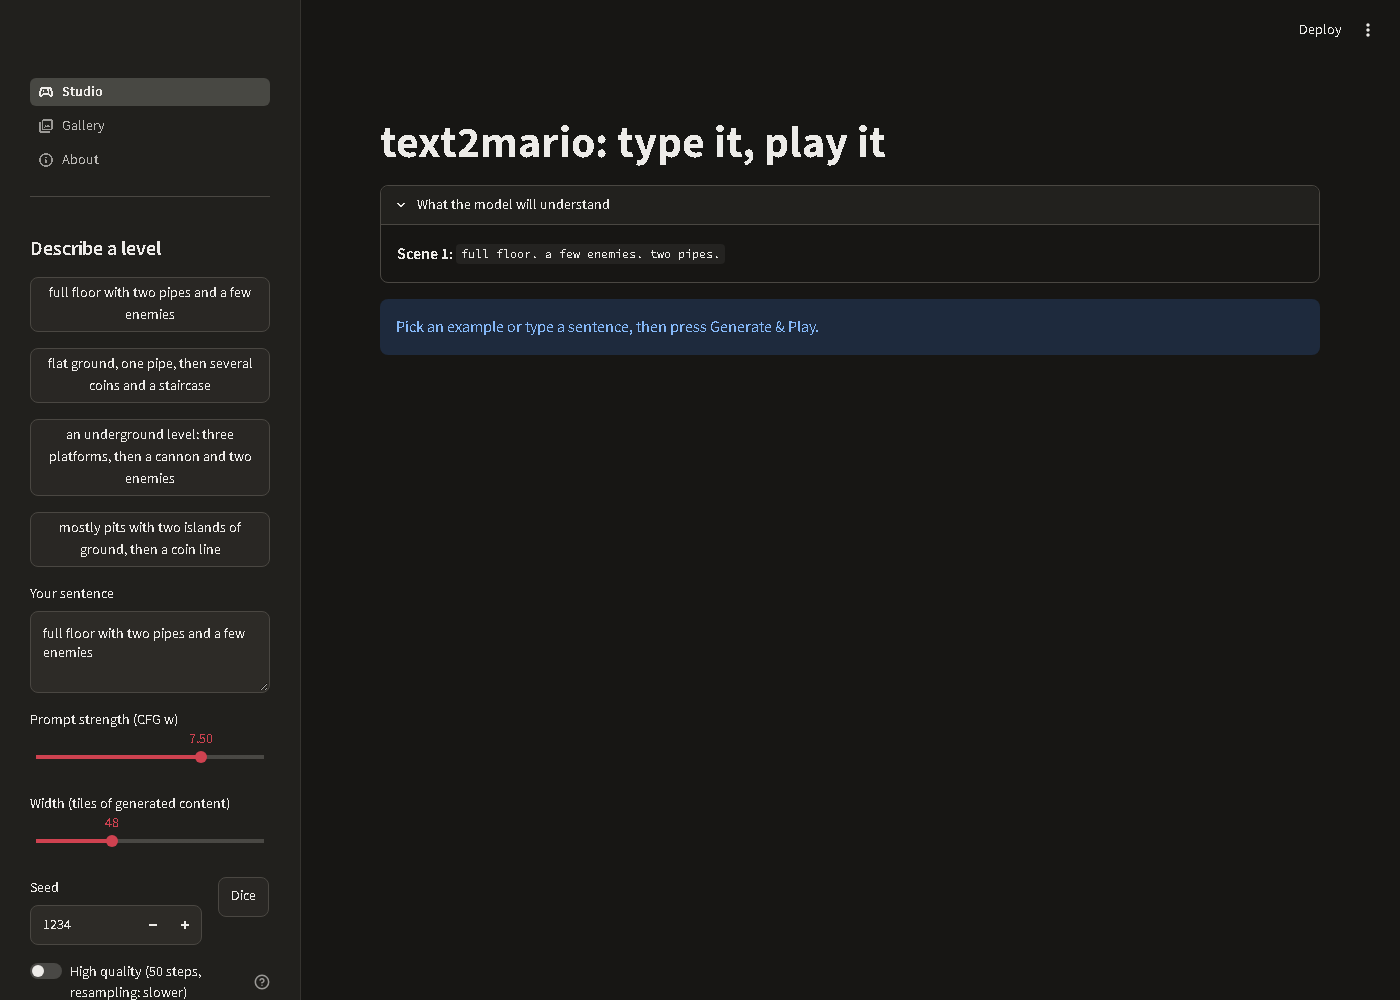 Deploy
Studio
Gallery
About
Describe a level
full floor with two pipes and a few
enemies
flat ground, one pipe, then several
coins and a staircase
an underground level: three
platforms, then a cannon and two
enemies
mostly pits with two islands of
ground, then a coin line
Your sentence
full floor with two pipes and a few
enemies
Prompt strength (CFG w)
7.50
Width (tiles of generated content)
48
Seed
Dice
1234
High quality (50 steps,
resampling: slower)
text2mario: type it, play it
What the model will understand
Scene 1: full floor. a few enemies. two pipes.
Pick an example or type a sentence, then press Generate & Play.